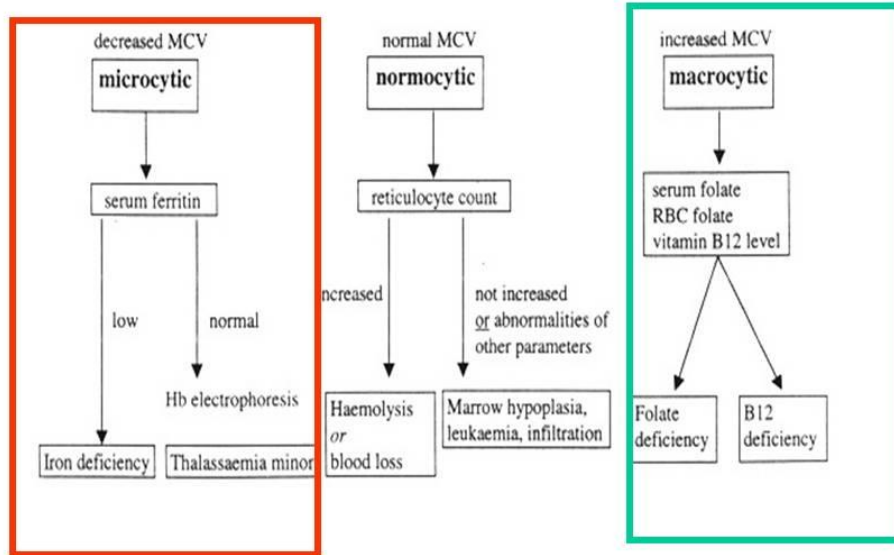 decreased MCV
microcytic
serum ferritin
low
normal
Hb electrophoresis
Iron deficiency
Thalassaemia minor
normal MCV
normocytic
reticulocyte count
ncreased
not increased
or abnormalities of
other parameters
Haemolysis
or
blood loss
Marrow hypoplasia,
leukaemia, infiltration
increased MCV
macrocytic
serum folate
RBC folate
vitamin B12 level
Folate
deficiency
B12
deficiency